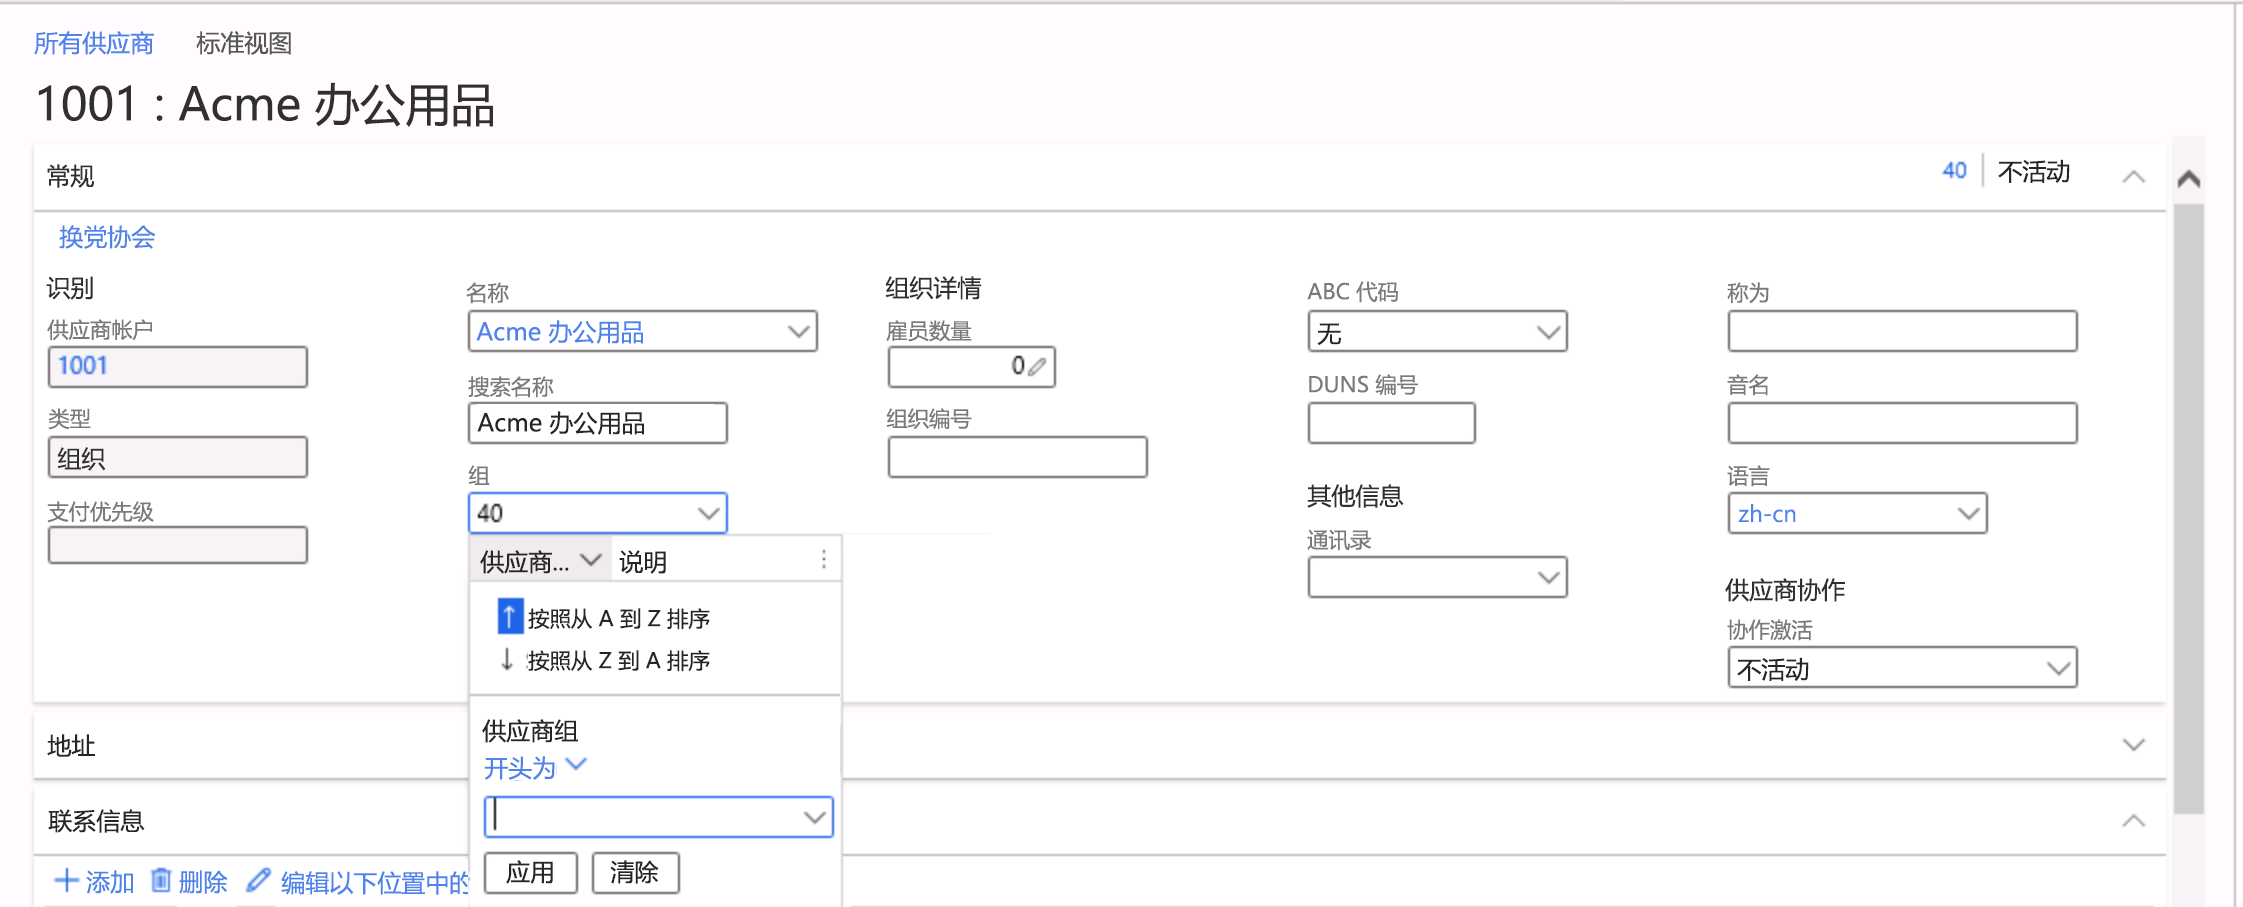 所有供应商 标准视图
1001 : Acme 办公用品
常规 40 不活动
换党协会
识别
供应商帐户
1001
类型
组织
支付优先级
名称
Acme 办公用品
搜索名称
Acme 办公用品
组
40
供应商... 说明
按照从 A 到 Z 排序
按照从 Z 到 A 排序
供应商组
开头为
应用 清除
组织详情
雇员数量
0
组织编号
ABC 代码
无
DUNS 编号
其他信息
通讯录
称为
音名
语言
zh-cn
供应商协作
协作激活
不活动
地址
联系信息
添加 删除 编辑以下位置中的